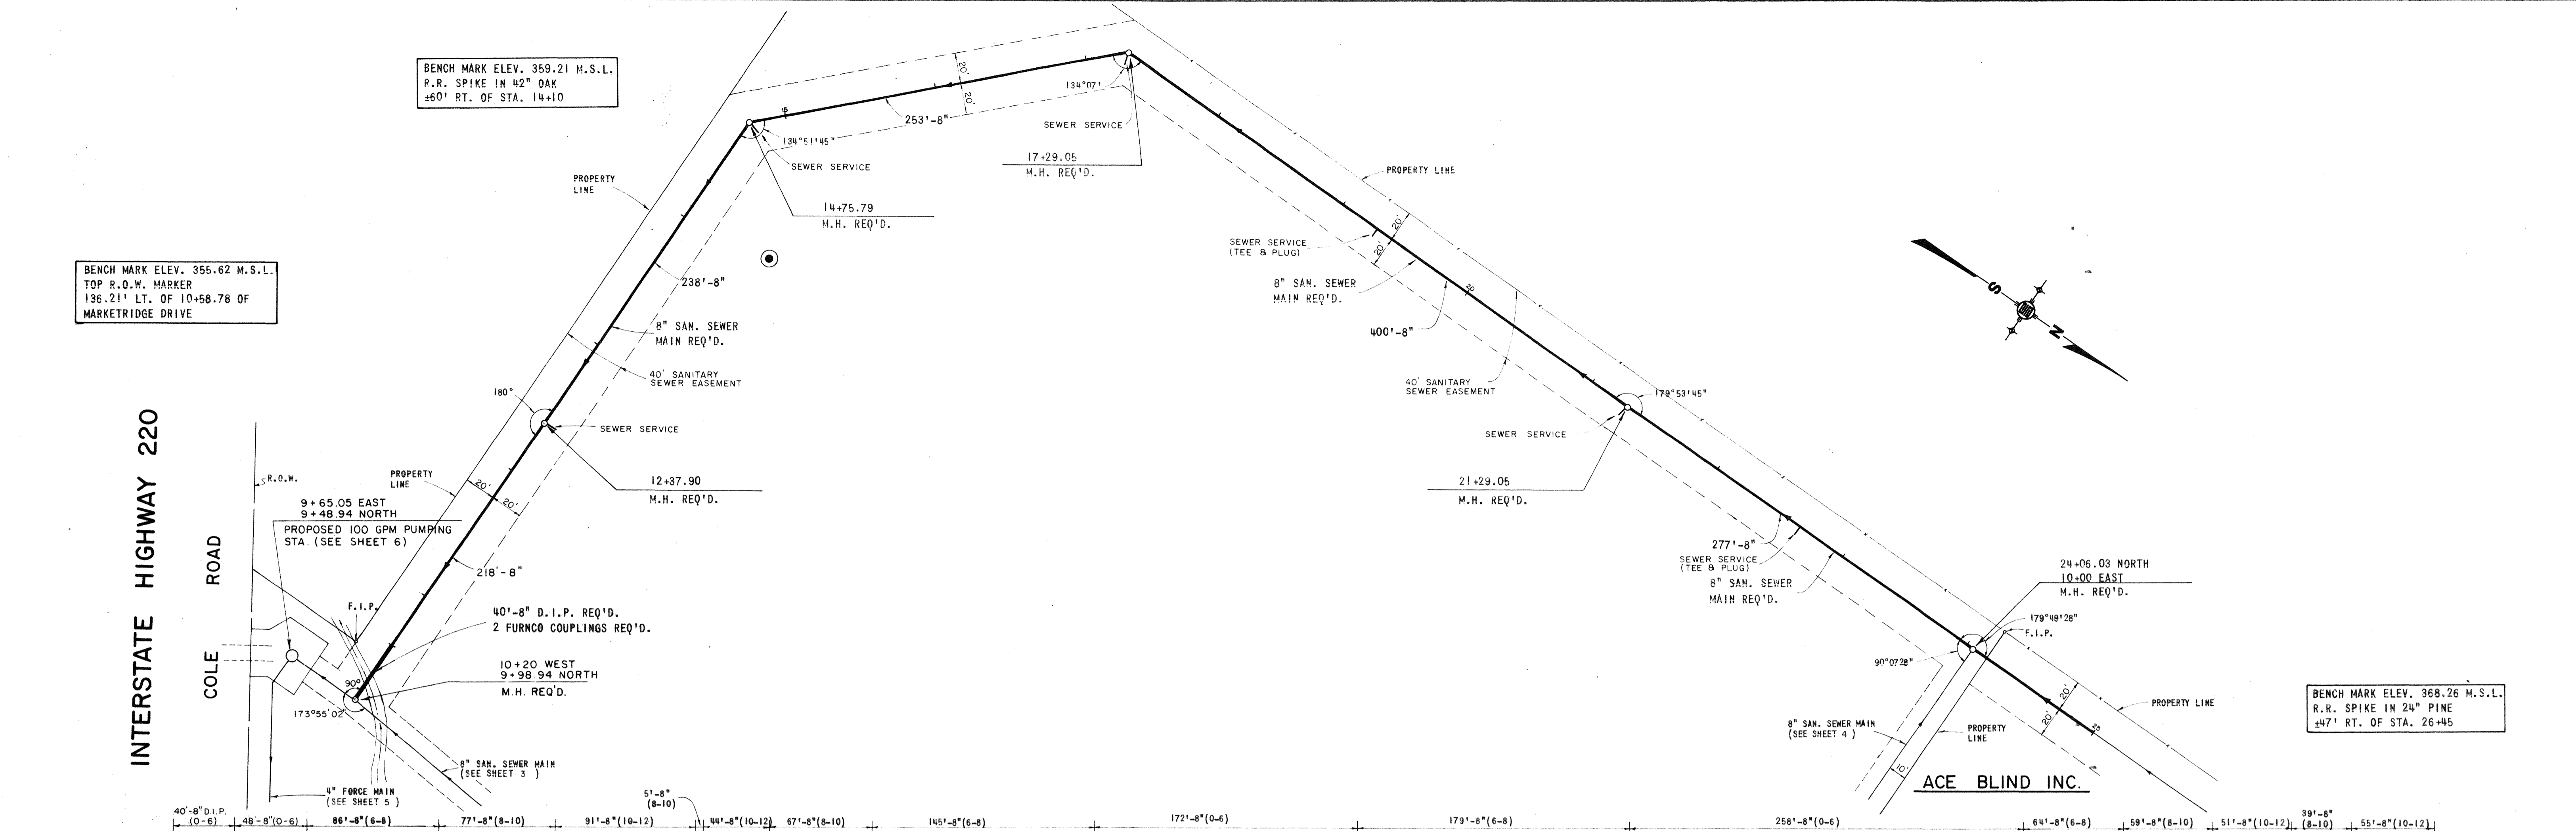 BENCH MARK ELEV. 359.21 M.S.L.
R.R. SPIKE IN 42" OAK
±60' RT. OF STA. 14+10
BENCH MARK ELEV. 355.62 M.S.L.
TOP R.O.W. MARKER
136.21' LT. OF 10+58.78 OF
MARKETRIDGE DRIVE
INTERSTATE HIGHWAY 220
COLE ROAD
R.O.W.
9+65.05 EAST
9+48.94 NORTH
PROPOSED 100 GPM PUMPING
STA. (SEE SHEET 6)
F.I.P.
90°
173°55'02"
4" FORCE MAIN
(SEE SHEET 5)
8" SAN. SEWER MAIN
(SEE SHEET 3)
10+20 WEST
9+98.94 NORTH
M.H. REQ'D.
40'-8" D.I.P. REQ'D.
2 FURNCO COUPLINGS REQ'D.
218'-8"
PROPERTY
LINE
20'
20'
180°
SEWER SERVICE
12+37.90
M.H. REQ'D.
40' SANITARY
SEWER EASEMENT
8" SAN. SEWER
MAIN REQ'D.
238'-8"
PROPERTY
LINE
14+75.79
M.H. REQ'D.
SEWER SERVICE
134°51'45"
15
253'-8"
20'
20'
134°07'
SEWER SERVICE
17+29.05
M.H. REQ'D.
PROPERTY LINE
20'
20'
SEWER SERVICE
(TEE & PLUG)
8" SAN. SEWER
MAIN REQ'D.
20
400'-8"
40' SANITARY
SEWER EASEMENT
179°53'45"
SEWER SERVICE
21+29.05
M.H. REQ'D.
277'-8"
SEWER SERVICE
(TEE & PLUG)
8" SAN. SEWER
MAIN REQ'D.
S
N
24+06.03 NORTH
10+00 EAST
M.H. REQ'D.
179°49'28"
F.I.P.
90°07'28"
8" SAN. SEWER MAIN
(SEE SHEET 4)
PROPERTY
LINE
10'
20'
20'
25
PROPERTY LINE
ACE BLIND INC.
BENCH MARK ELEV. 368.26 M.S.L.
R.R. SPIKE IN 24" PINE
±47' RT. OF STA. 26+45
40'-8" D.I.P.
(0-6)
48'-8"(0-6)
86'-8"(6-8)
77'-8"(8-10)
91'-8"(10-12)
5'-8"
(8-10)
44'-8"(10-12)
67'-8"(8-10)
145'-8"(6-8)
172'-8"(0-6)
179'-8"(6-8)
258'-8"(0-6)
64'-8"(6-8)
59'-8"(8-10)
51'-8"(10-12)
39'-8"
(8-10)
55'-8"(10-12)